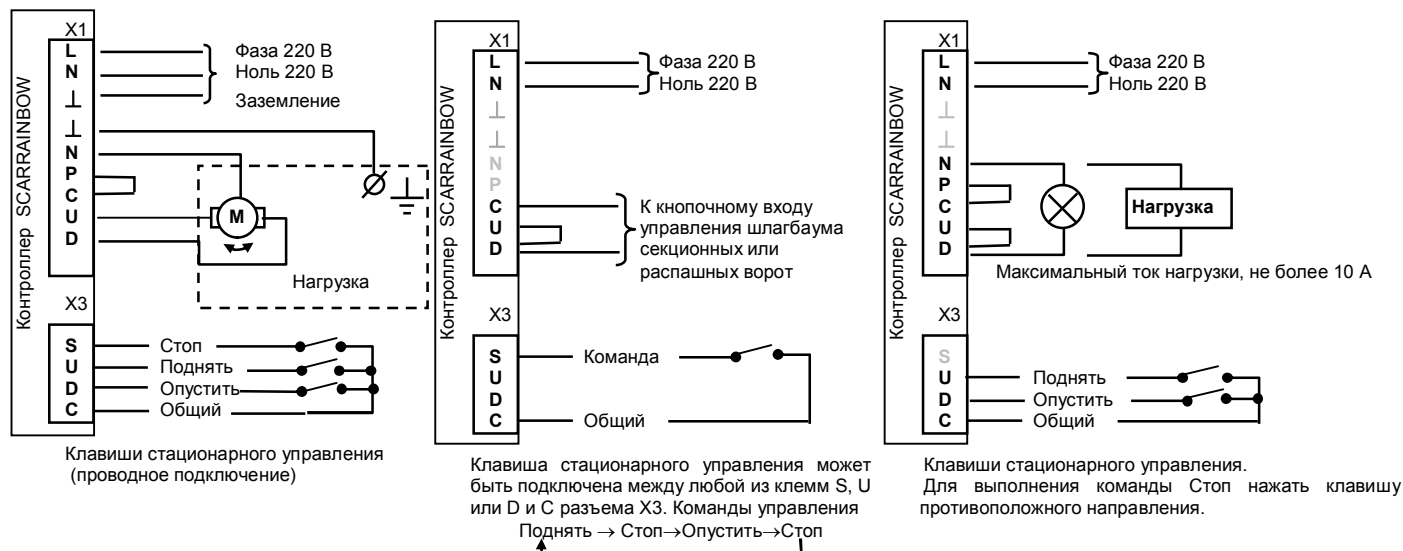 Контроллер SCARRAINBOW
X1
L
N
⊥
⊥
N
P
C
U
D
Фаза 220 В
Ноль 220 В
Заземление
M
Нагрузка
X3
S
U
D
C
Стоп
Поднять
Опустить
Общий
Клавиши стационарного управления
(проводное подключение)
Контроллер SCARRAINBOW
X1
L
N
⊥
⊥
N
P
C
U
D
Фаза 220 В
Ноль 220 В
К кнопочному входу
управления шлагбаума
секционных или
распашных ворот
X3
S
U
D
C
Команда
Общий
Клавиша стационарного управления может
быть подключена между любой из клемм S, U
или D и C разъема X3. Команды управления
Поднять → Стоп→Опустить→Стоп
Контроллер SCARRAINBOW
X1
L
N
⊥
⊥
N
P
C
U
D
Фаза 220 В
Ноль 220 В
Нагрузка
Максимальный ток нагрузки, не более 10 А
X3
S
U
D
C
Поднять
Опустить
Общий
Клавиши стационарного управления.
Для выполнения команды Стоп нажать клавишу
противоположного направления.